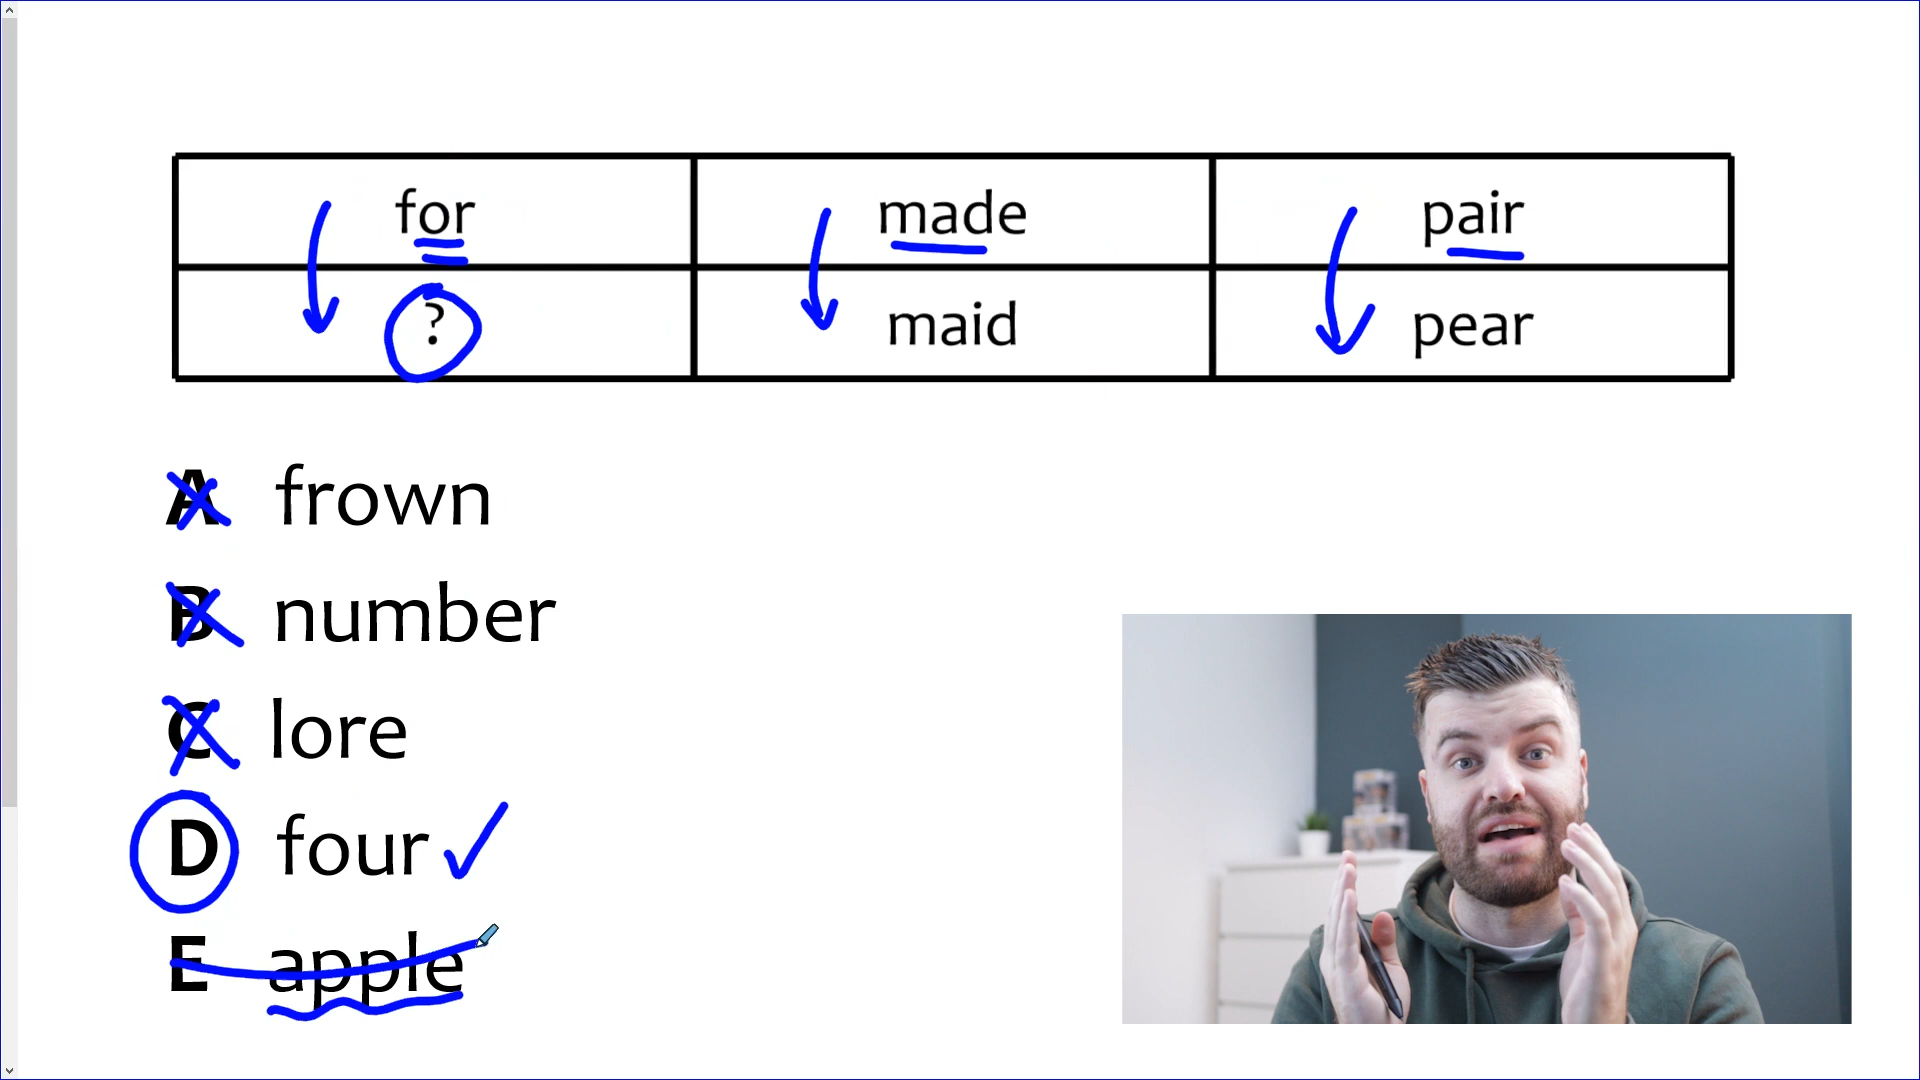 for made pair
? maid pear
A frown
B number
C lore
D four
E apple